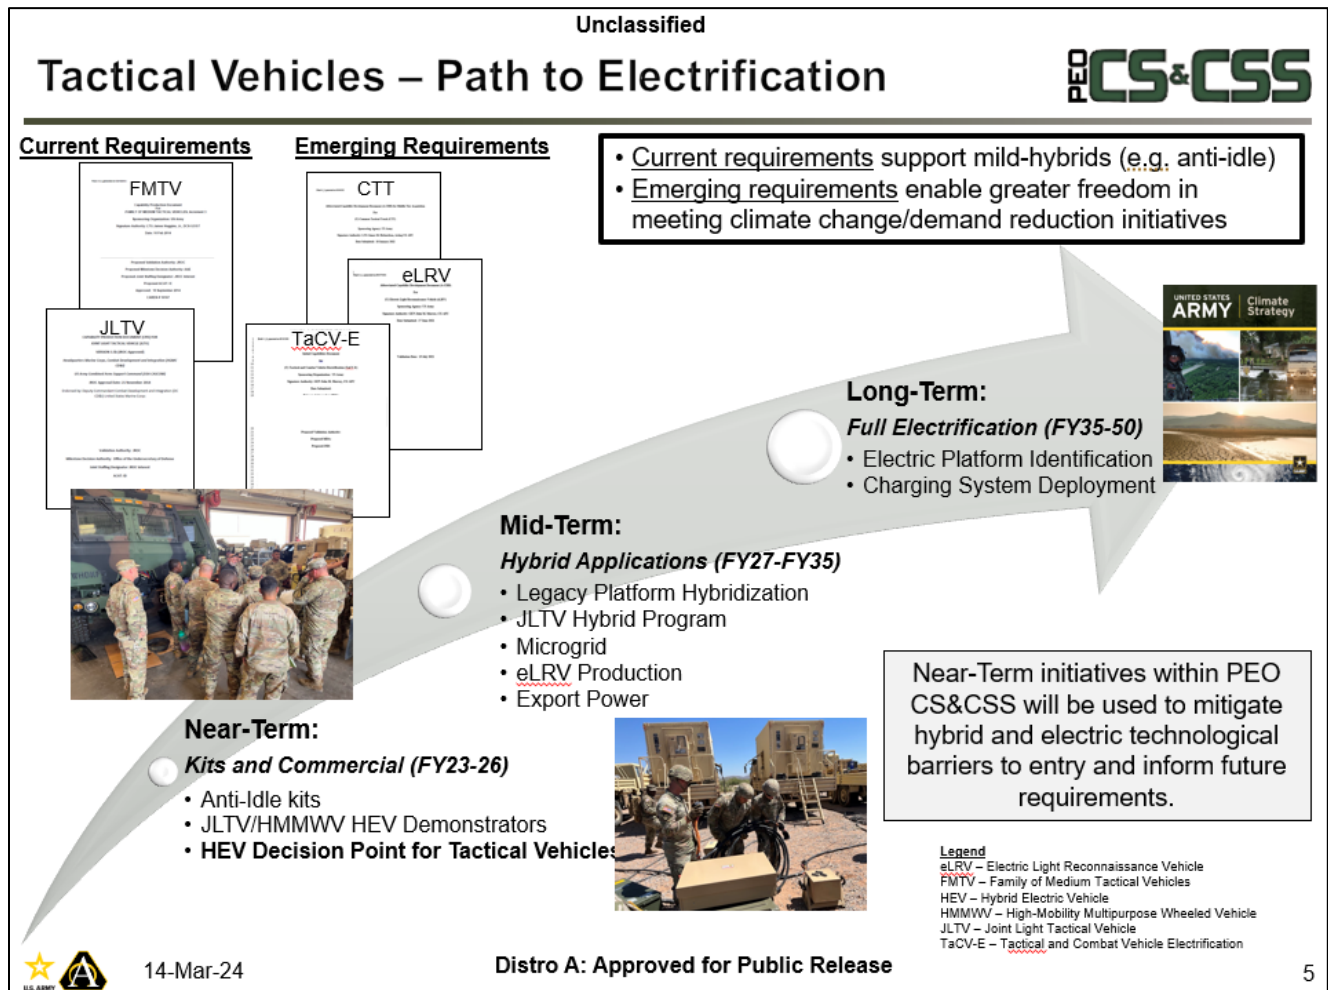 Unclassified
Tactical Vehicles – Path to Electrification
PEO
CS&CSS
Current Requirements
Emerging Requirements
FMTV
JLTV
CTT
eLRV
TaCV-E
• Current requirements support mild-hybrids (e.g. anti-idle)
• Emerging requirements enable greater freedom in
meeting climate change/demand reduction initiatives
UNITED STATES
ARMY
Climate
Strategy
Long-Term:
Full Electrification (FY35-50)
• Electric Platform Identification
• Charging System Deployment
Mid-Term:
Hybrid Applications (FY27-FY35)
• Legacy Platform Hybridization
• JLTV Hybrid Program
• Microgrid
• eLRV Production
• Export Power
Near-Term:
Kits and Commercial (FY23-26)
• Anti-Idle kits
• JLTV/HMMWV HEV Demonstrators
• HEV Decision Point for Tactical Vehicles
Near-Term initiatives within PEO
CS&CSS will be used to mitigate
hybrid and electric technological
barriers to entry and inform future
requirements.
Legend
eLRV – Electric Light Reconnaissance Vehicle
FMTV – Family of Medium Tactical Vehicles
HEV – Hybrid Electric Vehicle
HMMWV – High-Mobility Multipurpose Wheeled Vehicle
JLTV – Joint Light Tactical Vehicle
TaCV-E – Tactical and Combat Vehicle Electrification
U.S. ARMY
14-Mar-24
Distro A: Approved for Public Release
5